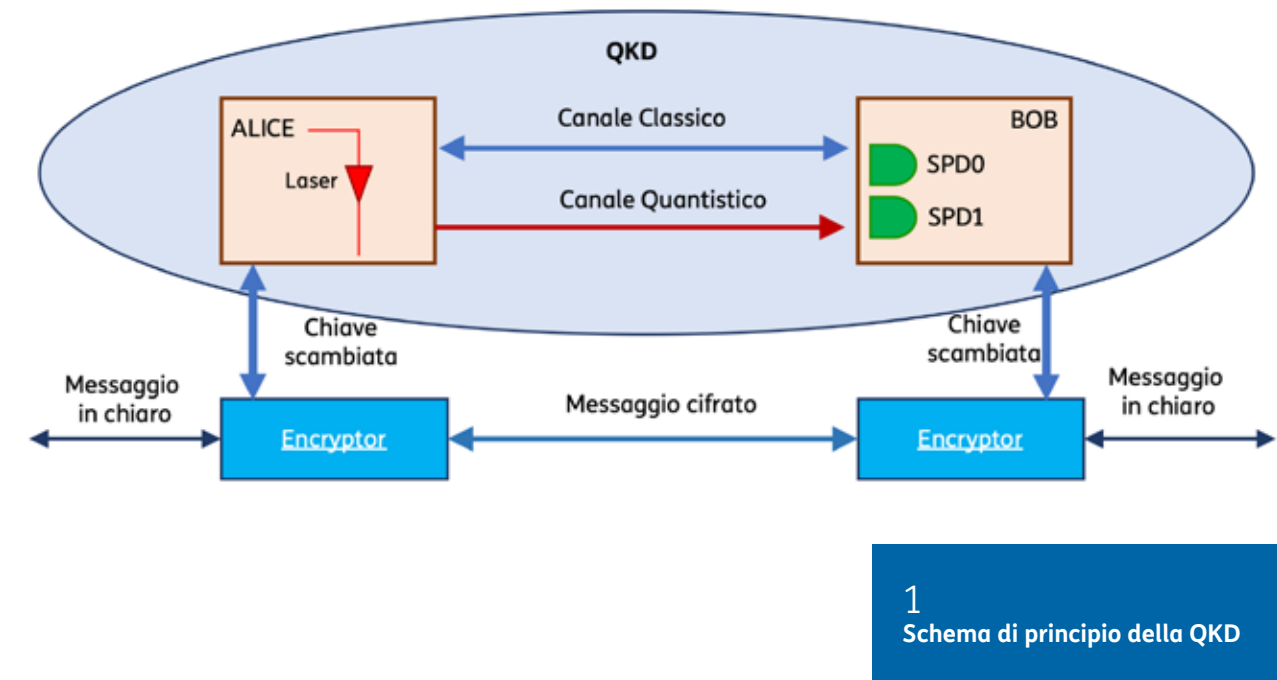 QKD
ALICE
Laser
Canale Classico
Canale Quantistico
BOB
SPD0
SPD1
Chiave
scambiata
Chiave
scambiata
Messaggio
in chiaro
Encryptor
Messaggio cifrato
Encryptor
Messaggio
in chiaro
1
Schema di principio della QKD